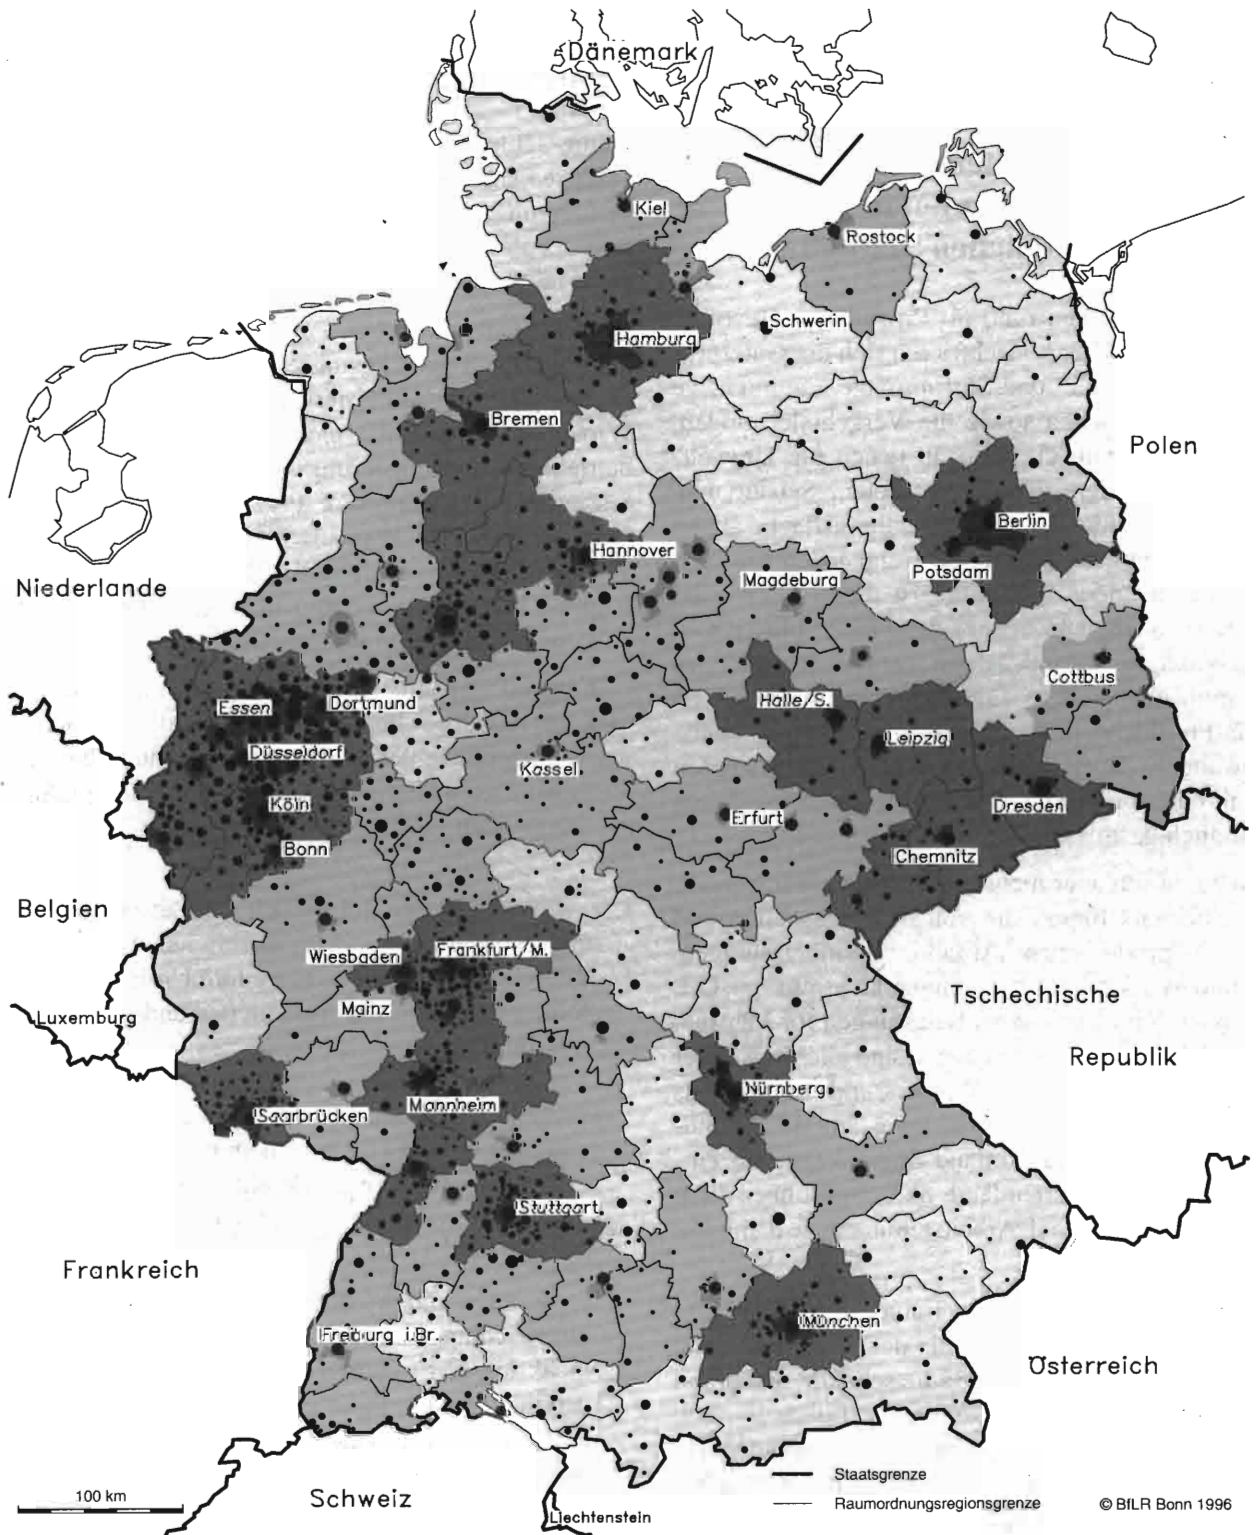 Dänemark
Kiel
Rostock
Schwerin
Hamburg
Bremen
Polen
Berlin
Hannover
Potsdam
Magdeburg
Niederlande
Cottbus
Halle/S.
Essen
Dortmund
Leipzig
Düsseldorf
Kassel
Köln
Dresden
Erfurt
Bonn
Chemnitz
Belgien
Wiesbaden
Frankfurt/M.
Tschechische
Mainz
Luxemburg
Republik
Nürnberg
Mannheim
Saarbrücken
Stuttgart
Frankreich
München
Freiburg i.Br.
Österreich
Staatsgrenze
100 km
Schweiz
Raumordnungsregionsgrenze
© BfLR Bonn 1996
Liechtenstein